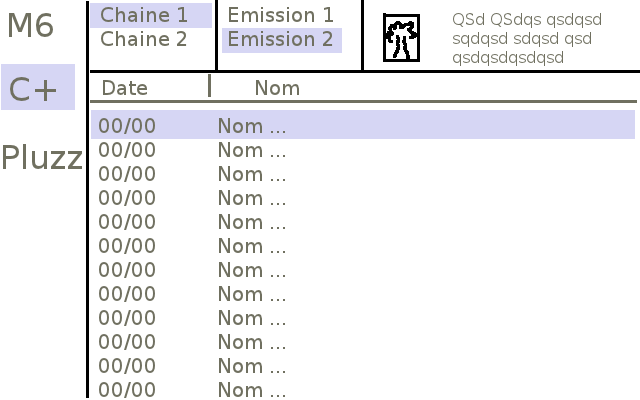 M6
C+
Pluzz
Chaine 1
Chaine 2
Emission 1
Emission 2
QSd QSdqs qsdqsd
sqdqsd sdqsd qsd
qsdqsdqsdqsd
Date Nom
00/00 Nom ...
00/00 Nom ...
00/00 Nom ...
00/00 Nom ...
00/00 Nom ...
00/00 Nom ...
00/00 Nom ...
00/00 Nom ...
00/00 Nom ...
00/00 Nom ...
00/00 Nom ...
00/00 Nom ...